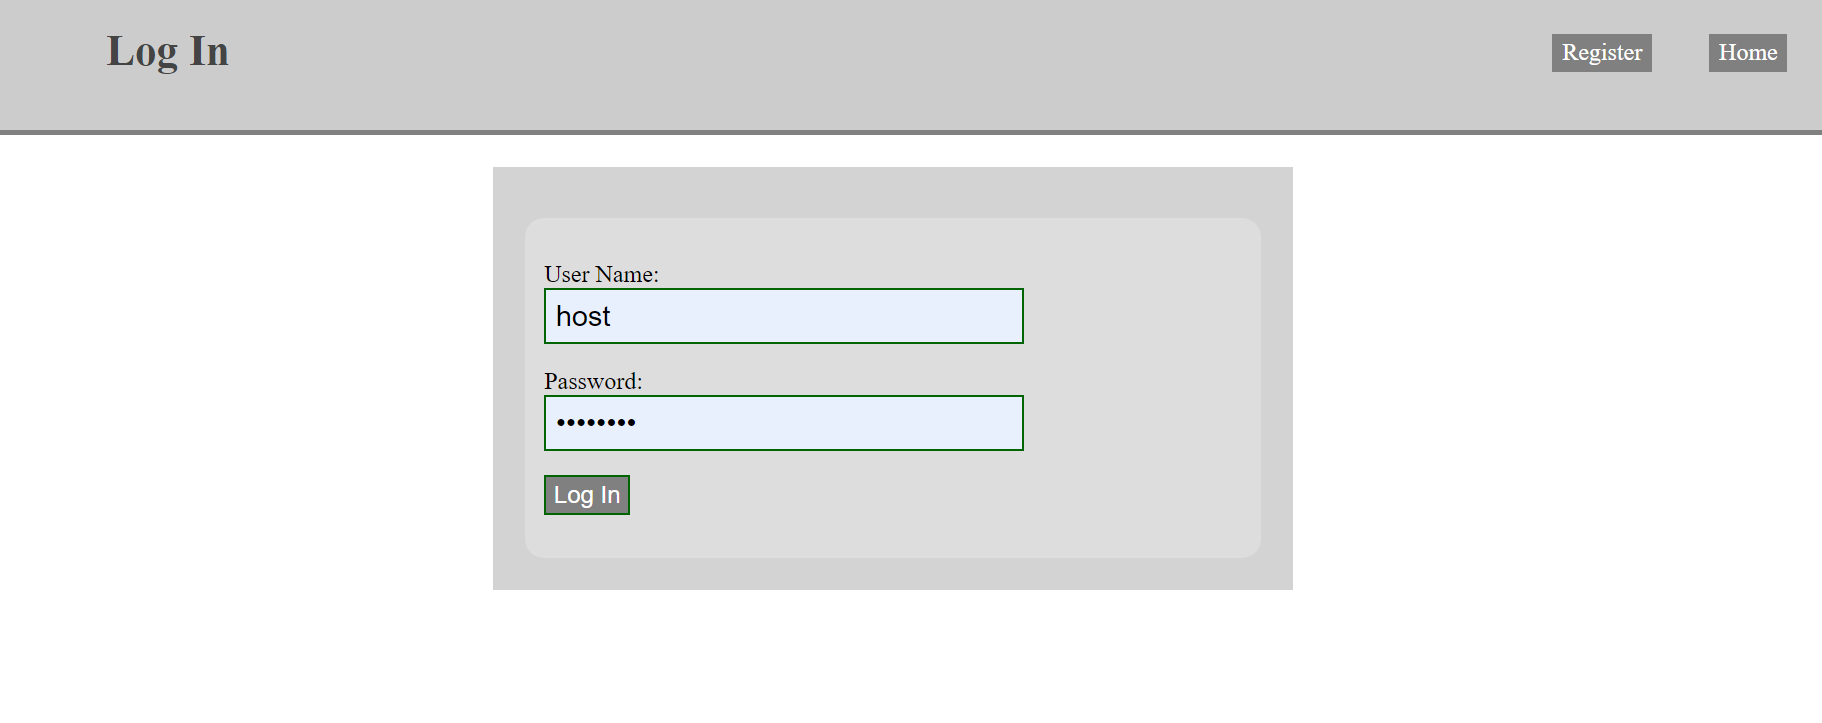 Log In
Register
Home
User Name:
host
Password:
••••••••
Log In